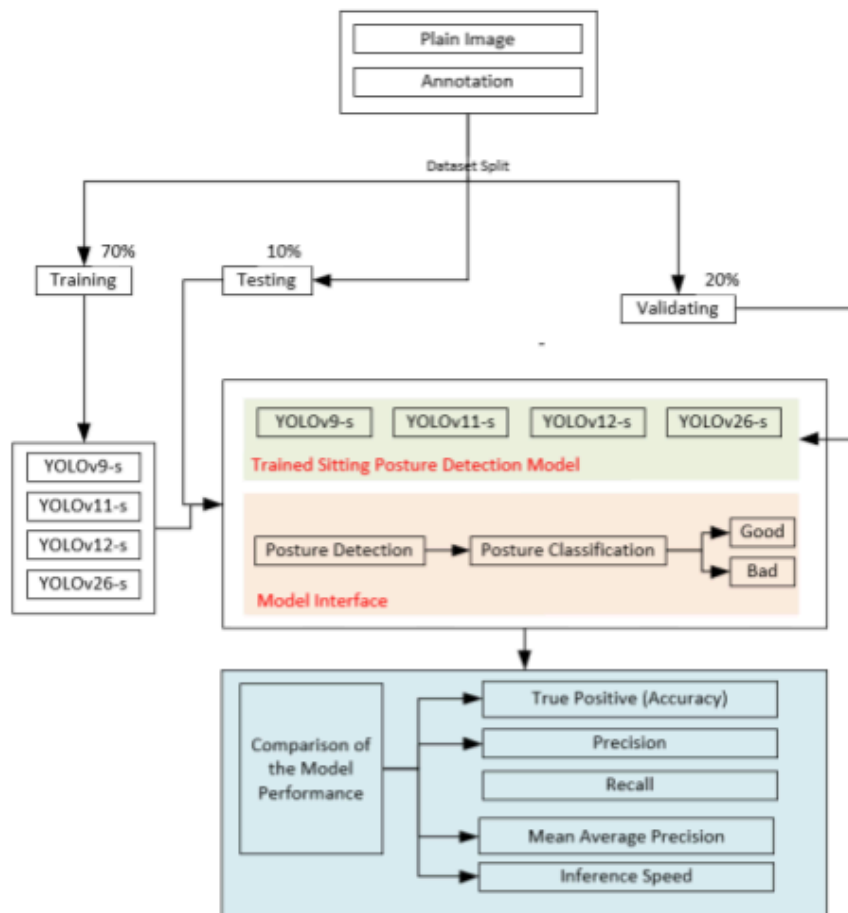 Plain Image
Annotation
Dataset Split
70%
Training
10%
Testing
20%
Validating
-
YOLOv9-s
YOLOv11-s
YOLOv12-s
YOLOv26-s
YOLOv9-s
YOLOv11-s
YOLOv12-s
YOLOv26-s
Trained Sitting Posture Detection Model
Posture Detection
Posture Classification
Good
Bad
Model Interface
Comparison of
the Model
Performance
True Positive (Accuracy)
Precision
Recall
Mean Average Precision
Inference Speed